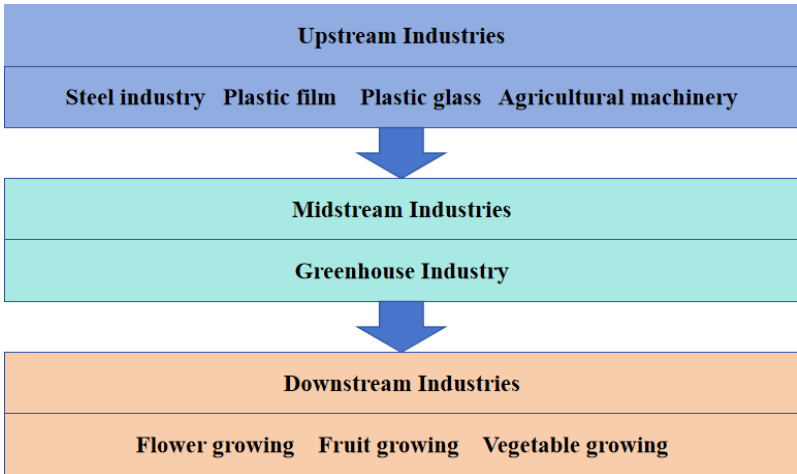 Upstream Industries
Steel industry Plastic film Plastic glass Agricultural machinery
Midstream Industries
Greenhouse Industry
Downstream Industries
Flower growing Fruit growing Vegetable growing